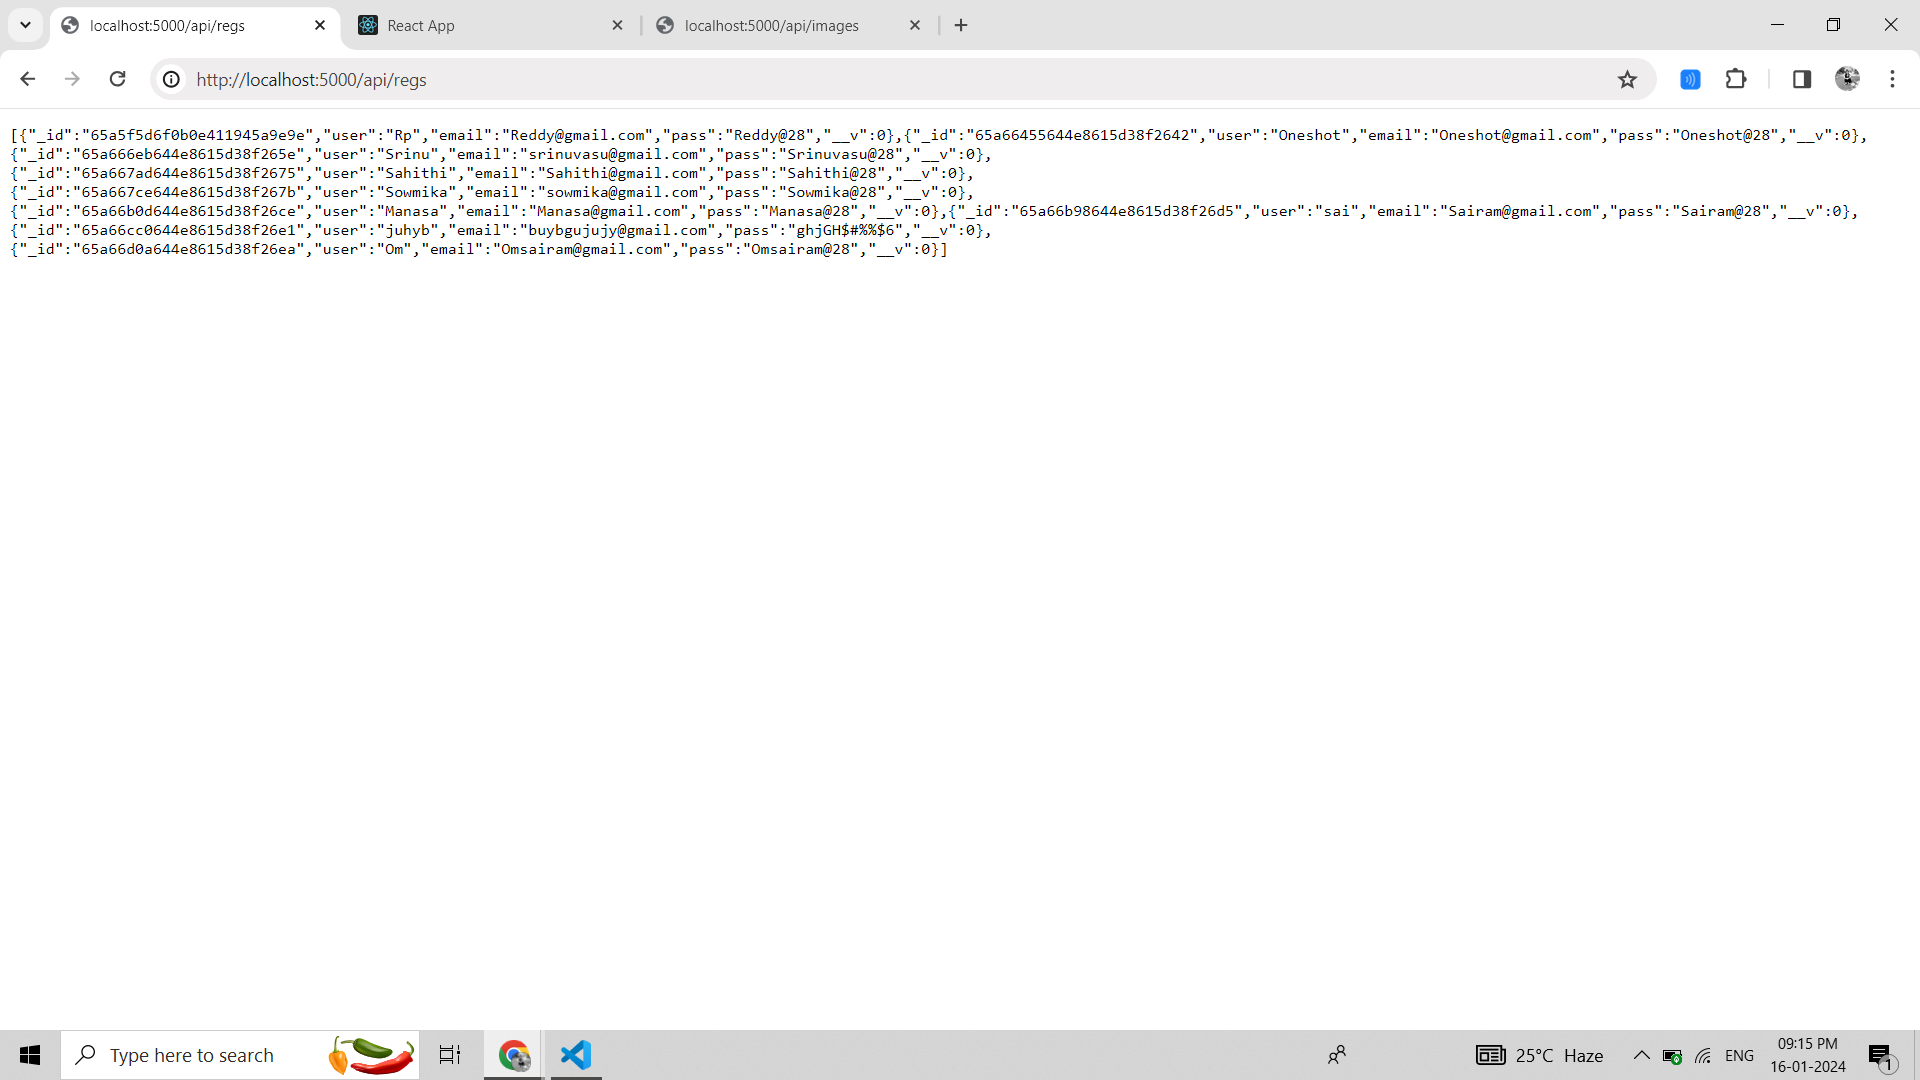 localhost:5000/api/regs
React App
localhost:5000/api/images
http://localhost:5000/api/regs
[{"_id":"65a5f5d6f0b0e411945a9e9e","user":"Rp","email":"Reddy@gmail.com","pass":"Reddy@28","__v":0},{"_id":"65a66455644e8615d38f2642","user":"Oneshot","email":"Oneshot@gmail.com","pass":"Oneshot@28","__v":0},
{"_id":"65a666eb644e8615d38f265e","user":"Srinu","email":"srinuvasu@gmail.com","pass":"Srinuvasu@28","__v":0},
{"_id":"65a667ad644e8615d38f2675","user":"Sahithi","email":"Sahithi@gmail.com","pass":"Sahithi@28","__v":0},
{"_id":"65a667ce644e8615d38f267b","user":"Sowmika","email":"sowmika@gmail.com","pass":"Sowmika@28","__v":0},
{"_id":"65a66b0d644e8615d38f26ce","user":"Manasa","email":"Manasa@gmail.com","pass":"Manasa@28","__v":0},{"_id":"65a66b98644e8615d38f26d5","user":"sai","email":"Sairam@gmail.com","pass":"Sairam@28","__v":0},
{"_id":"65a66cc0644e8615d38f26e1","user":"juhyb","email":"buybgujujy@gmail.com","pass":"ghjGH$#%%$6","__v":0},
{"_id":"65a66d0a644e8615d38f26ea","user":"Om","email":"Omsairam@gmail.com","pass":"Omsairam@28","__v":0}]
Type here to search
25°C Haze
ENG
09:15 PM
16-01-2024
1